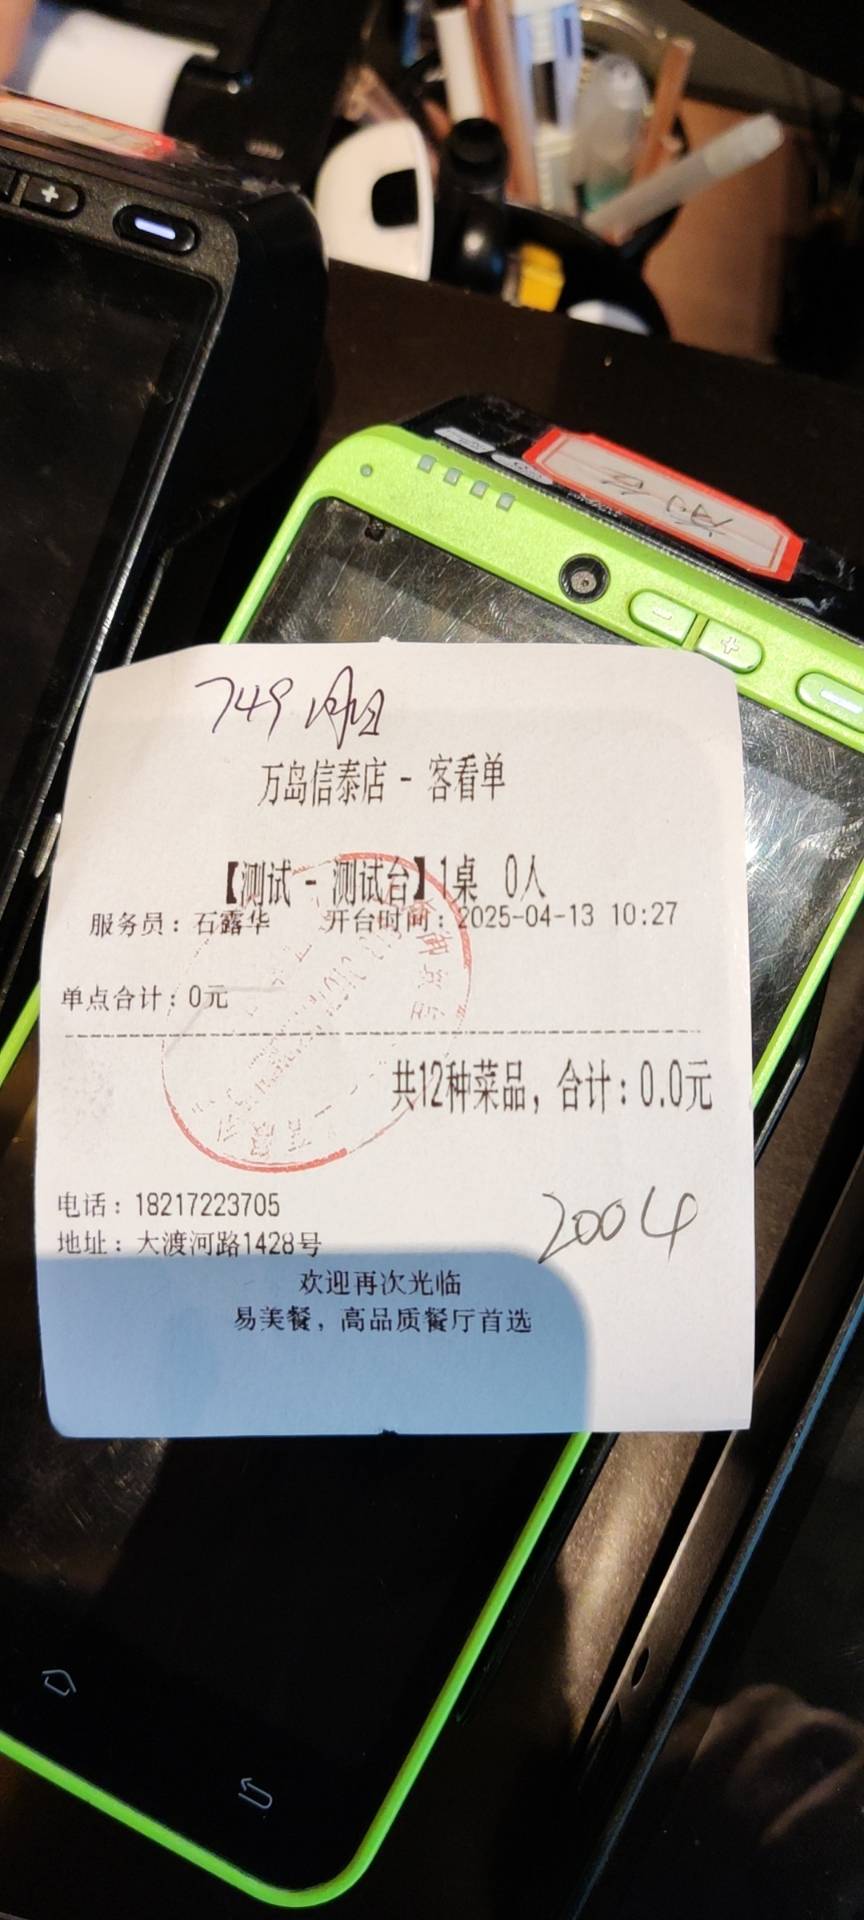 749
万岛信泰店 - 客看单
【测试 - 测试台】1桌 0人
服务员：石露华 开台时间：2025-04-13 10:27
单点合计：0元
共12种菜品，合计：0.0元
电话：18217223705
2004
地址：大渡河路1428号
欢迎再次光临
易美餐，高品质餐厅首选